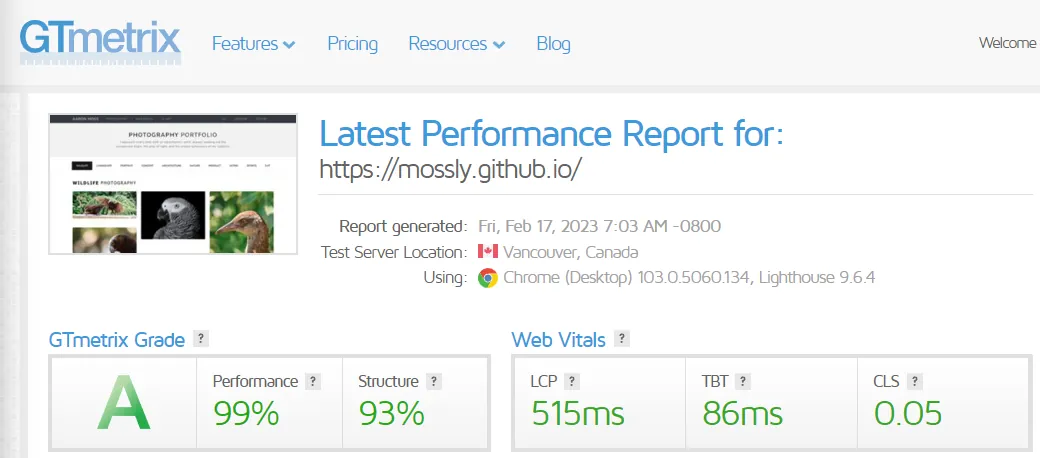 GTmetrix
Features Pricing Resources Blog
Welcome
PHOTOGRAPHY PORTFOLIO
WILDLIFE PHOTOGRAPHY
Latest Performance Report for:
https://mossly.github.io/
Report generated: Fri, Feb 17, 2023 7:03 AM -0800
Test Server Location: Vancouver, Canada
Using: Chrome (Desktop) 103.0.5060.134, Lighthouse 9.6.4
GTmetrix Grade ?
Web Vitals ?
A
Performance ?
99%
Structure ?
93%
LCP ?
515ms
TBT ?
86ms
CLS ?
0.05